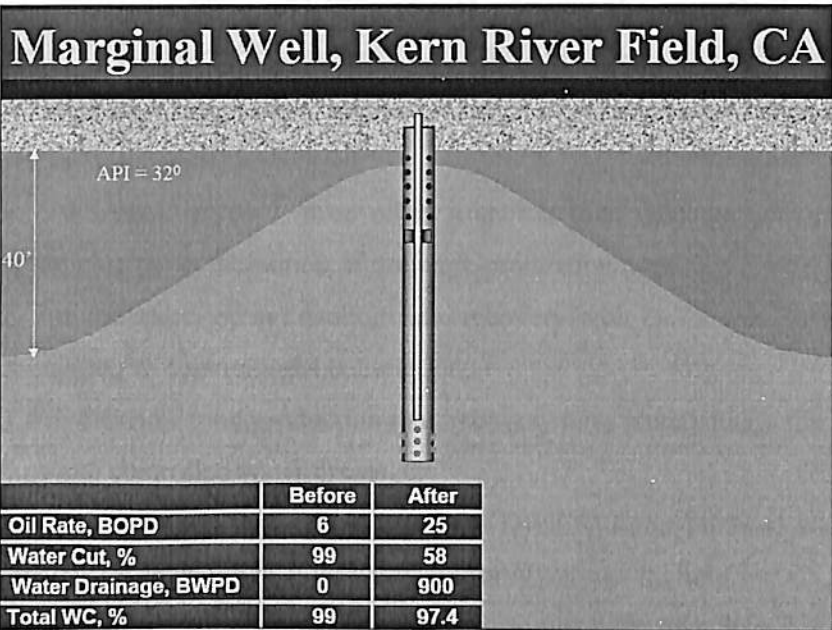 Marginal Well, Kern River Field, CA
API = 32⁰
40'
Before After
Oil Rate, BOPD 6 25
Water Cut, % 99 58
Water Drainage, BWPD 0 900
Total WC, % 99 97.4